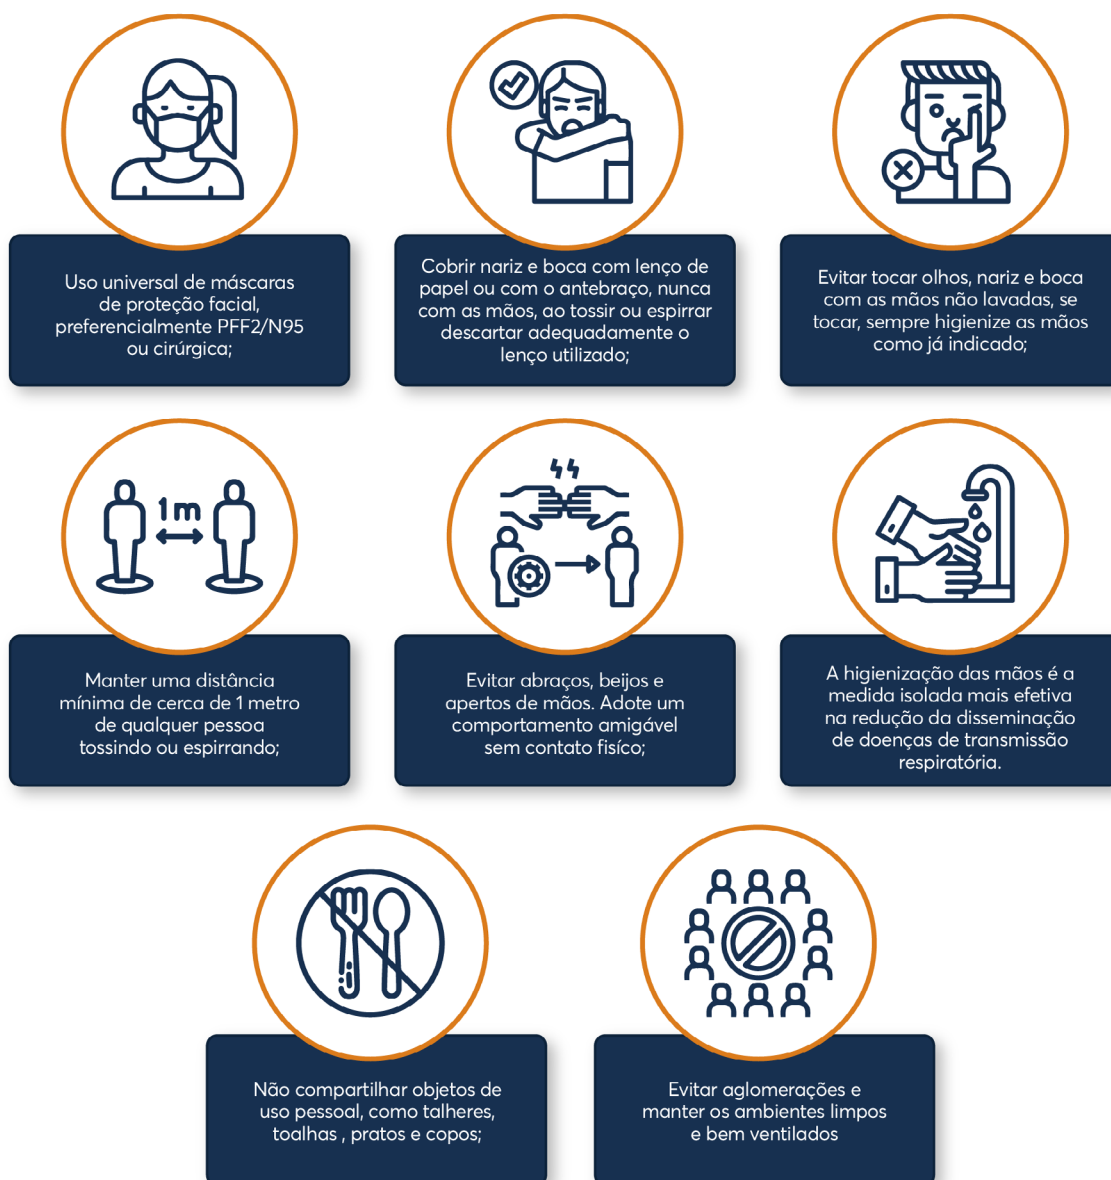 Uso universal de máscaras
de proteção facial,
preferencialmente PFF2/N95
ou cirúrgica;
Cobrir nariz e boca com lenço de
papel ou com o antebraço, nunca
com as mãos, ao tossir ou espirrar
descartar adequadamente o
lenço utilizado;
Evitar tocar olhos, nariz e boca
com as mãos não lavadas, se
tocar, sempre higienize as mãos
como já indicado;
1 m
Manter uma distância
mínima de cerca de 1 metro
de qualquer pessoa
tossindo ou espirrando;
Evitar abraços, beijos e
apertos de mãos. Adote um
comportamento amigável
sem contato fisíco;
A higienização das mãos é a
medida isolada mais efetiva
na redução da disseminação
de doenças de transmissão
respiratória.
Não compartilhar objetos de
uso pessoal, como talheres,
toalhas , pratos e copos;
Evitar aglomerações e
manter os ambientes limpos
e bem ventilados